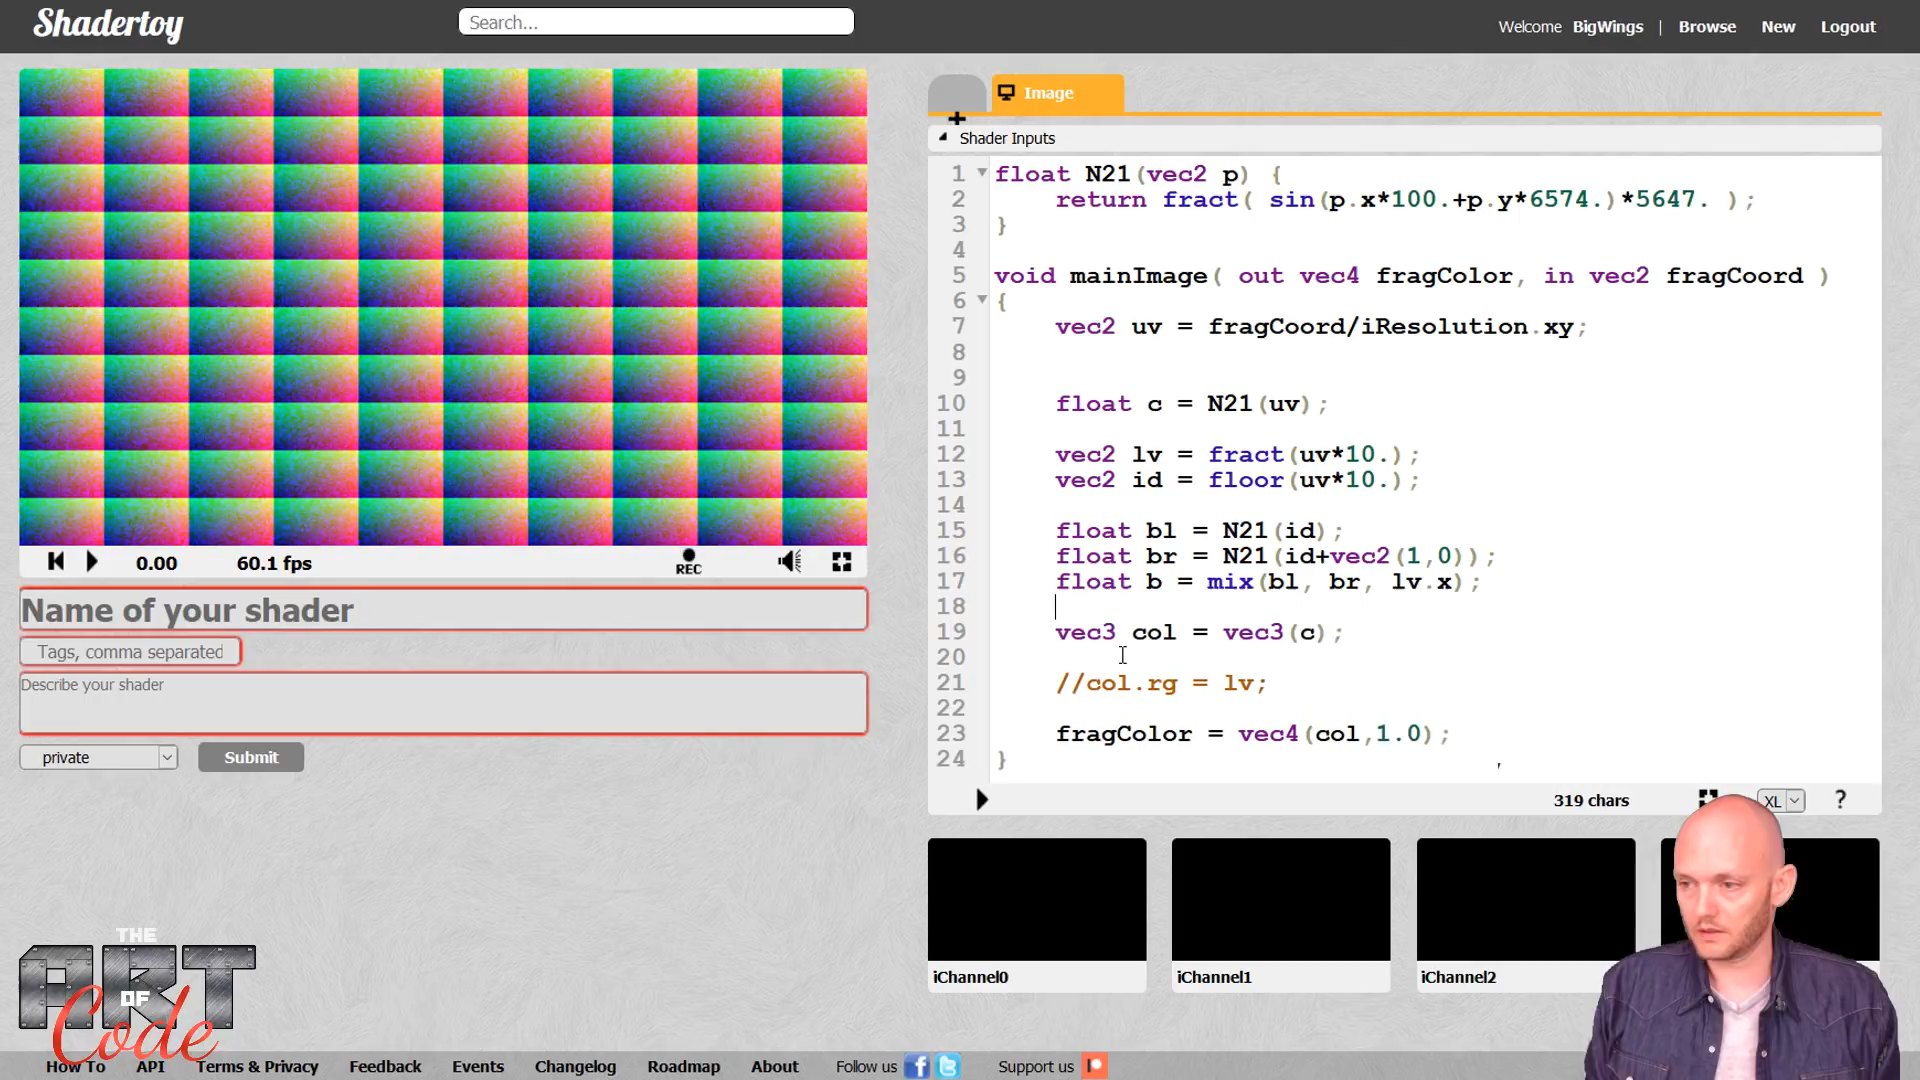 Shadertoy
Search...
Welcome BigWings | Browse New Logout
Image
Shader Inputs
1 float N21(vec2 p) {
2 return fract( sin(p.x*100.+p.y*6574.)*5647. );
3 }
4
5 void mainImage( out vec4 fragColor, in vec2 fragCoord )
6 {
7 vec2 uv = fragCoord/iResolution.xy;
8
9
10 float c = N21(uv);
11
12 vec2 lv = fract(uv*10.);
13 vec2 id = floor(uv*10.);
14
15 float bl = N21(id);
16 float br = N21(id+vec2(1,0));
17 float b = mix(bl, br, lv.x);
18
19 vec3 col = vec3(c);
20
21 //col.rg = lv;
22
23 fragColor = vec4(col,1.0);
24 }
0.00 60.1 fps REC
Name of your shader
Tags, comma separated
Describe your shader
private Submit
319 chars XL ?
iChannel0 iChannel1 iChannel2
THE
ART
OF
Code
How To API Terms & Privacy Feedback Events Changelog Roadmap About Follow us Support us